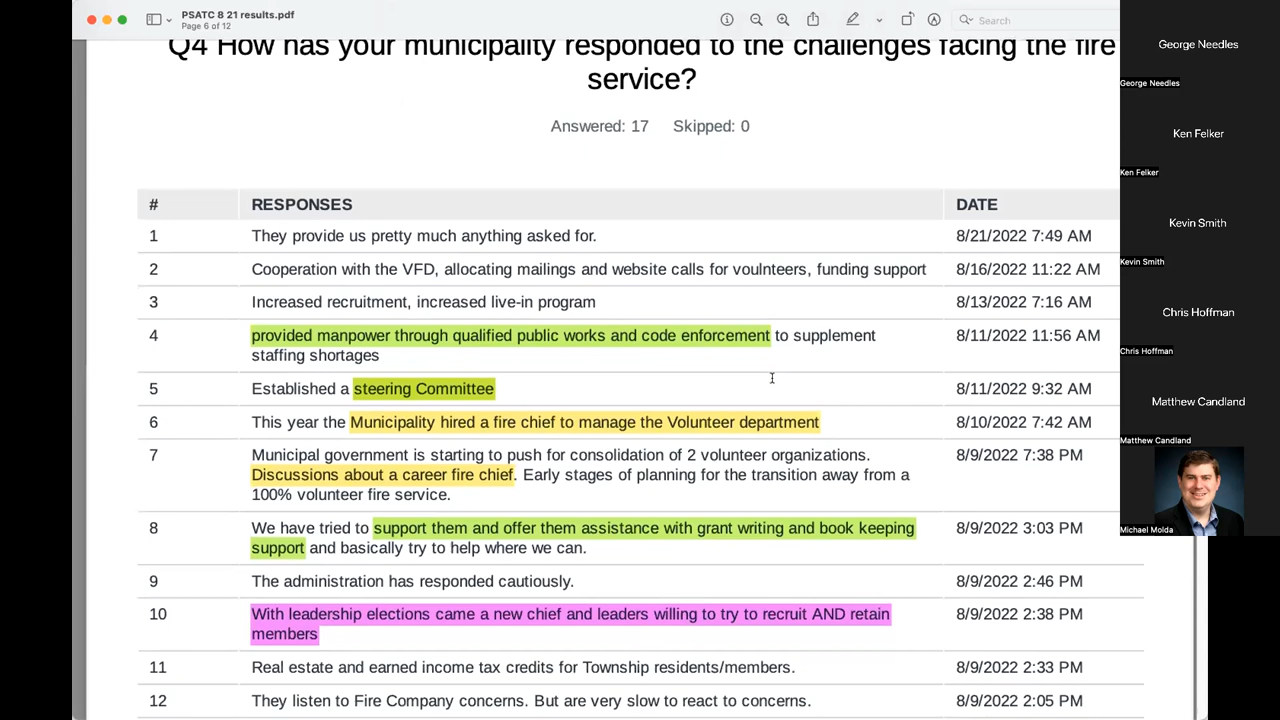 PSATC 8 21 results.pdf
Page 6 of 12
Search
Q4 How has your municipality responded to the challenges facing the fire
service?
Answered: 17 Skipped: 0
# RESPONSES DATE
1 They provide us pretty much anything asked for. 8/21/2022 7:49 AM
2 Cooperation with the VFD, allocating mailings and website calls for voulnteers, funding support 8/16/2022 11:22 AM
3 Increased recruitment, increased live-in program 8/13/2022 7:16 AM
4 provided manpower through qualified public works and code enforcement to supplement 8/11/2022 11:56 AM
staffing shortages
5 Established a steering Committee 8/11/2022 9:32 AM
6 This year the Municipality hired a fire chief to manage the Volunteer department 8/10/2022 7:42 AM
7 Municipal government is starting to push for consolidation of 2 volunteer organizations. 8/9/2022 7:38 PM
Discussions about a career fire chief. Early stages of planning for the transition away from a
100% volunteer fire service.
8 We have tried to support them and offer them assistance with grant writing and book keeping 8/9/2022 3:03 PM
support and basically try to help where we can.
9 The administration has responded cautiously. 8/9/2022 2:46 PM
10 With leadership elections came a new chief and leaders willing to try to recruit AND retain 8/9/2022 2:38 PM
members
11 Real estate and earned income tax credits for Township residents/members. 8/9/2022 2:33 PM
12 They listen to Fire Company concerns. But are very slow to react to concerns. 8/9/2022 2:05 PM
George Needles
George Needles
Ken Felker
Ken Felker
Kevin Smith
Kevin Smith
Chris Hoffman
Chris Hoffman
Matthew Candland
Matthew Candland
Michael Molda